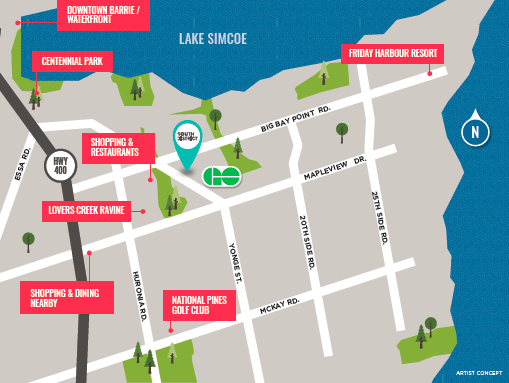 DOWNTOWN BARRIE /
WATERFRONT
LAKE SIMCOE
FRIDAY HARBOUR RESORT
CENTENNIAL PARK
BIG BAY POINT RD.
SOUTH
DISTRICT
N
SHOPPING &
RESTAURANTS
ESSA RD.
HWY
400
MAPLEVIEW DR.
GO
LOVERS CREEK RAVINE
25TH SIDE RD.
20TH SIDE RD.
YONGE ST.
HURONIA RD.
SHOPPING & DINING
NEARBY
NATIONAL PINES
GOLF CLUB
MCKAY RD.
ARTIST CONCEPT